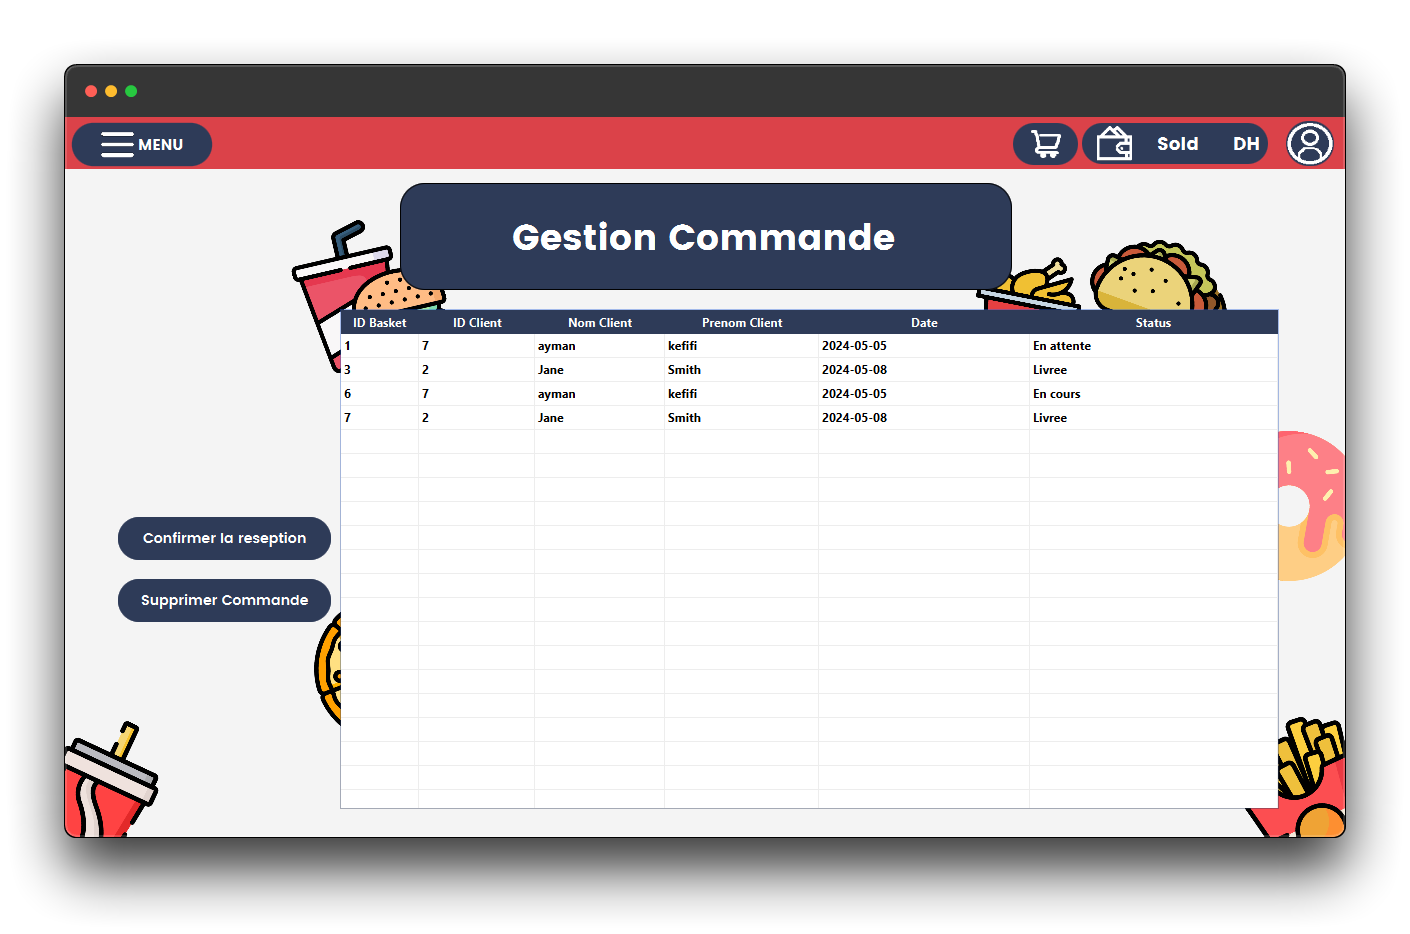 MENU Sold DH
Gestion Commande
ID Basket ID Client Nom Client Prenom Client Date Status
1 7 ayman kefifi 2024-05-05 En attente
3 2 Jane Smith 2024-05-08 Livree
6 7 ayman kefifi 2024-05-05 En cours
7 2 Jane Smith 2024-05-08 Livree
Confirmer la reseption
Supprimer Commande